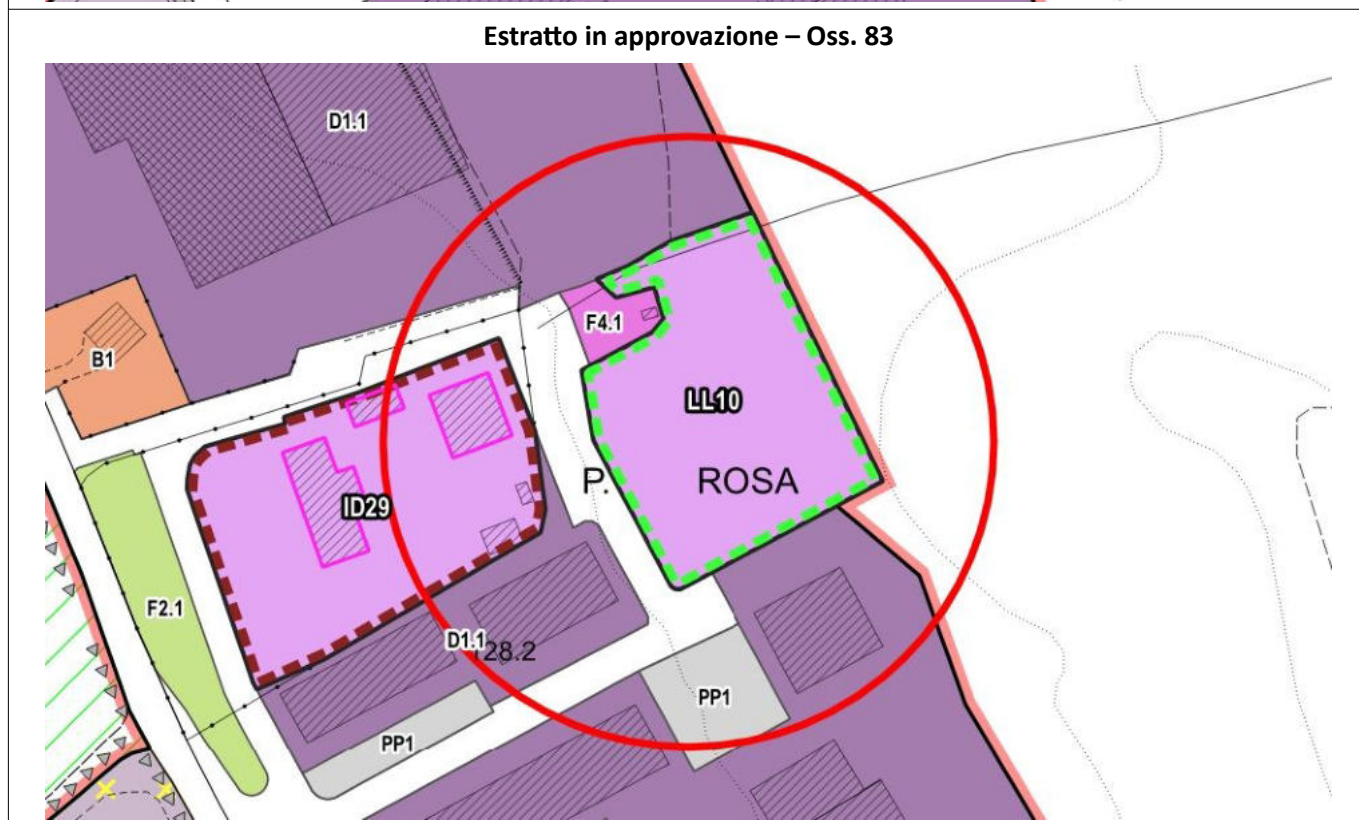 Estratto in approvazione – Oss. 83
D1.1
F4.1
B1
LL10
P. ROSA
ID29
F2.1
D1.1
128.2
PP1
PP1